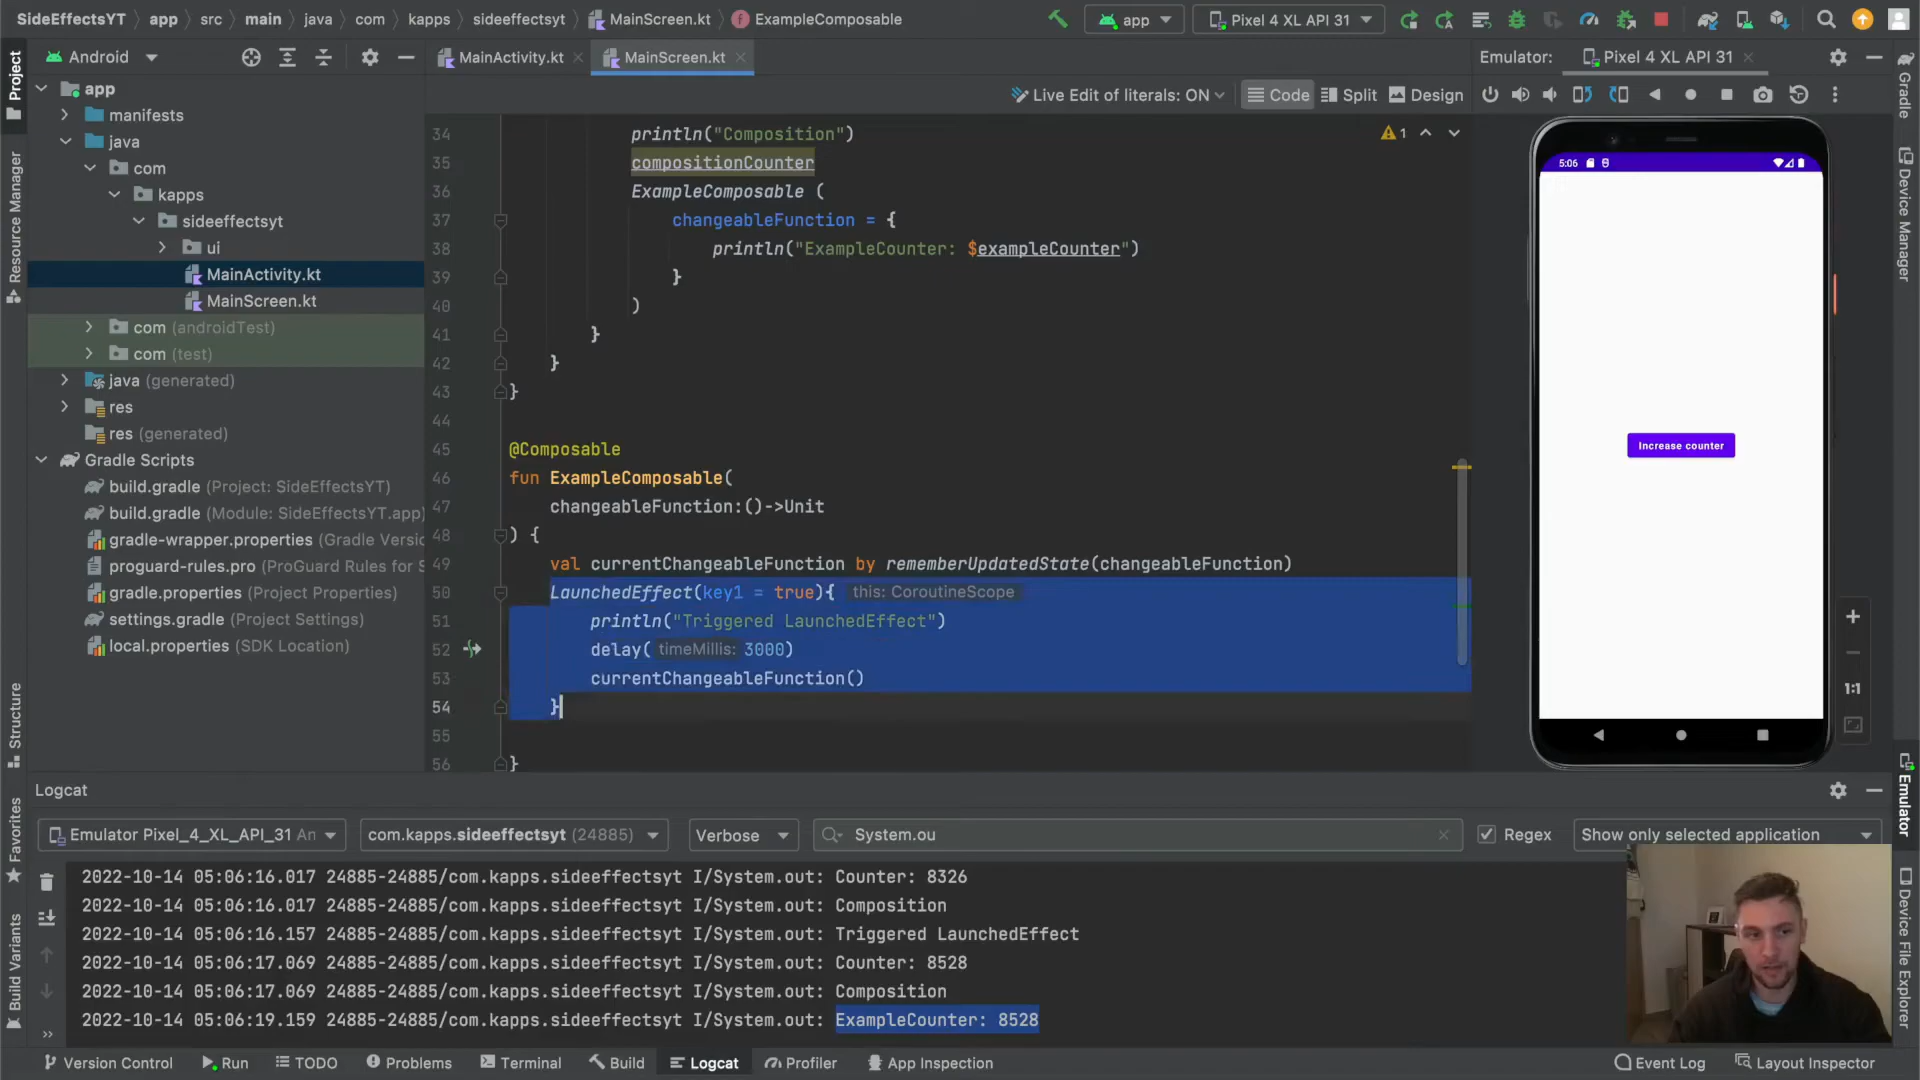 SideEffectsYT app src main java com kapps sideeffectsyt MainScreen.kt ExampleComposable
app Pixel 4 XL API 31
Android
MainActivity.kt MainScreen.kt
Emulator: Pixel 4 XL API 31
Live Edit of literals: ON Code Split Design
Project
Resource Manager
Structure
Favorites
Build Variants
app
manifests
java
com
kapps
sideeffectsyt
ui
MainActivity.kt
MainScreen.kt
com (androidTest)
com (test)
java (generated)
res
res (generated)
Gradle Scripts
build.gradle (Project: SideEffectsYT)
build.gradle (Module: SideEffectsYT.app)
gradle-wrapper.properties (Gradle Versi
proguard-rules.pro (ProGuard Rules for S
gradle.properties (Project Properties)
settings.gradle (Project Settings)
local.properties (SDK Location)
1
34 println("Composition")
35 compositionCounter
36 ExampleComposable (
37 changeableFunction = {
38 println("ExampleCounter: $exampleCounter")
39 }
40 )
41 }
42 }
43 }
44
45 @Composable
46 fun ExampleComposable(
47 changeableFunction:()->Unit
48 ) {
49 val currentChangeableFunction by rememberUpdatedState(changeableFunction)
50 LaunchedEffect(key1 = true){ this: CoroutineScope
51 println("Triggered LaunchedEffect")
52 delay( timeMillis: 3000)
53 currentChangeableFunction()
54 }
55
56 }
5:06
Increase counter
1:1
Gradle
Device Manager
Emulator
Device File Explorer
Logcat
Emulator Pixel_4_XL_API_31 An com.kapps.sideeffectsyt (24885) Verbose System.ou Regex Show only selected application
2022-10-14 05:06:16.017 24885-24885/com.kapps.sideeffectsyt I/System.out: Counter: 8326
2022-10-14 05:06:16.017 24885-24885/com.kapps.sideeffectsyt I/System.out: Composition
2022-10-14 05:06:16.157 24885-24885/com.kapps.sideeffectsyt I/System.out: Triggered LaunchedEffect
2022-10-14 05:06:17.069 24885-24885/com.kapps.sideeffectsyt I/System.out: Counter: 8528
2022-10-14 05:06:17.069 24885-24885/com.kapps.sideeffectsyt I/System.out: Composition
2022-10-14 05:06:19.159 24885-24885/com.kapps.sideeffectsyt I/System.out: ExampleCounter: 8528
Version Control Run TODO Problems Terminal Build Logcat Profiler App Inspection Event Log Layout Inspector